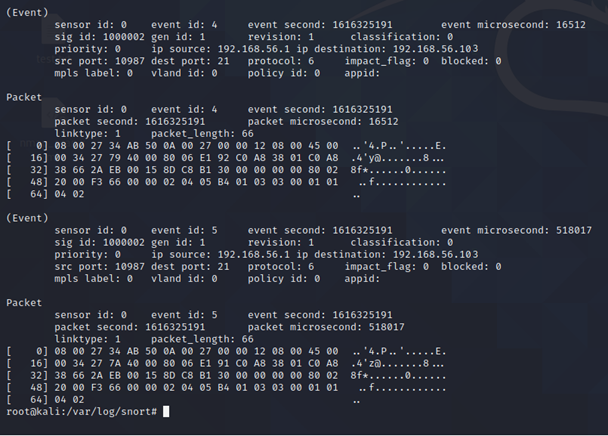 (Event)
sensor id: 0 event id: 4 event second: 1616325191 event microsecond: 16512
sig id: 1000002 gen id: 1 revision: 1 classification: 0
priority: 0 ip source: 192.168.56.1 ip destination: 192.168.56.103
src port: 10987 dest port: 21 protocol: 6 impact_flag: 0 blocked: 0
mpls label: 0 vland id: 0 policy id: 0 appid:
Packet
sensor id: 0 event id: 4 event second: 1616325191
packet second: 1616325191 packet microsecond: 16512
linktype: 1 packet_length: 66
[ 0] 08 00 27 34 AB 50 0A 00 27 00 00 12 08 00 45 00 ..'4.P..'.....E.
[ 16] 00 34 27 79 40 00 80 06 E1 92 C0 A8 38 01 C0 A8 .4'y@.......8...
[ 32] 38 66 2A EB 00 15 8D C8 B1 30 00 00 00 00 80 02 8f*......0......
[ 48] 20 00 F3 66 00 00 02 04 05 B4 01 03 03 00 01 01 ..f............
[ 64] 04 02 ..
(Event)
sensor id: 0 event id: 5 event second: 1616325191 event microsecond: 518017
sig id: 1000002 gen id: 1 revision: 1 classification: 0
priority: 0 ip source: 192.168.56.1 ip destination: 192.168.56.103
src port: 10987 dest port: 21 protocol: 6 impact_flag: 0 blocked: 0
mpls label: 0 vland id: 0 policy id: 0 appid:
Packet
sensor id: 0 event id: 5 event second: 1616325191
packet second: 1616325191 packet microsecond: 518017
linktype: 1 packet_length: 66
[ 0] 08 00 27 34 AB 50 0A 00 27 00 00 12 08 00 45 00 ..'4.P..'.....E.
[ 16] 00 34 27 7A 40 00 80 06 E1 91 C0 A8 38 01 C0 A8 .4'z@.......8...
[ 32] 38 66 2A EB 00 15 8D C8 B1 30 00 00 00 00 80 02 8f*......0......
[ 48] 20 00 F3 66 00 00 02 04 05 B4 01 03 03 00 01 01 ..f............
[ 64] 04 02 ..
root@kali:/var/log/snort#